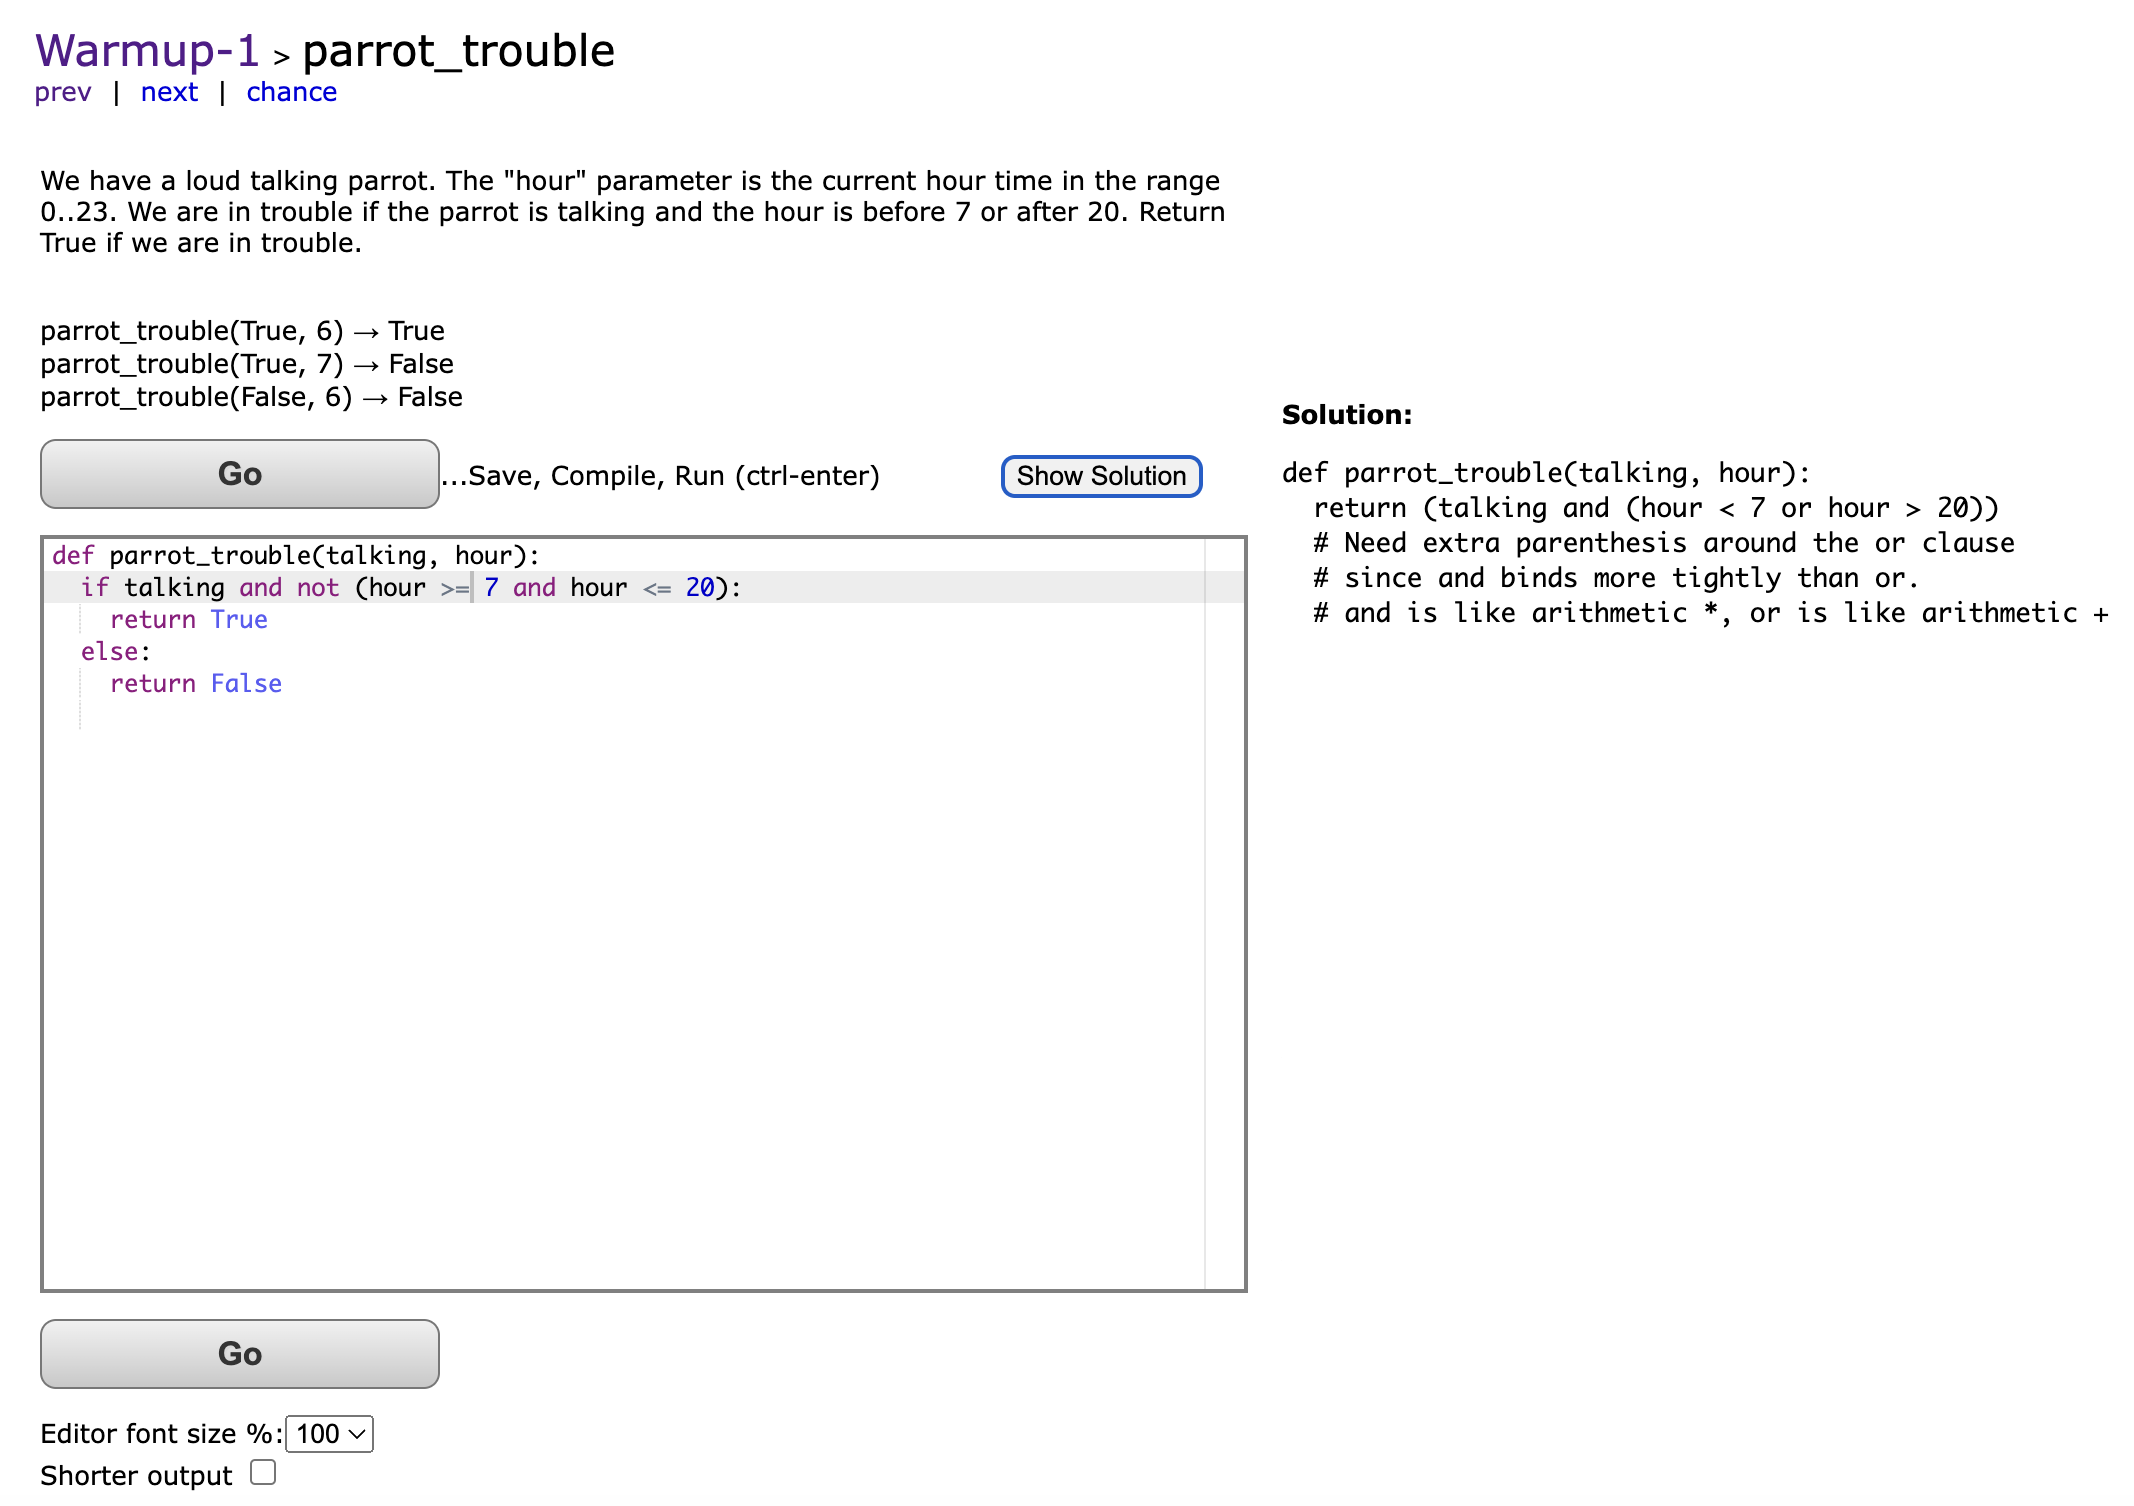 Warmup-1 > parrot_trouble
prev | next | chance
We have a loud talking parrot. The "hour" parameter is the current hour time in the range
0..23. We are in trouble if the parrot is talking and the hour is before 7 or after 20. Return
True if we are in trouble.
parrot_trouble(True, 6) → True
parrot_trouble(True, 7) → False
parrot_trouble(False, 6) → False
Go
...Save, Compile, Run (ctrl-enter)
Show Solution
def parrot_trouble(talking, hour):
  if talking and not (hour >= 7 and hour <= 20):
    return True
  else:
    return False
Solution:
def parrot_trouble(talking, hour):
  return (talking and (hour < 7 or hour > 20))
  # Need extra parenthesis around the or clause
  # since and binds more tightly than or.
  # and is like arithmetic *, or is like arithmetic +
Go
Editor font size %: 100
Shorter output